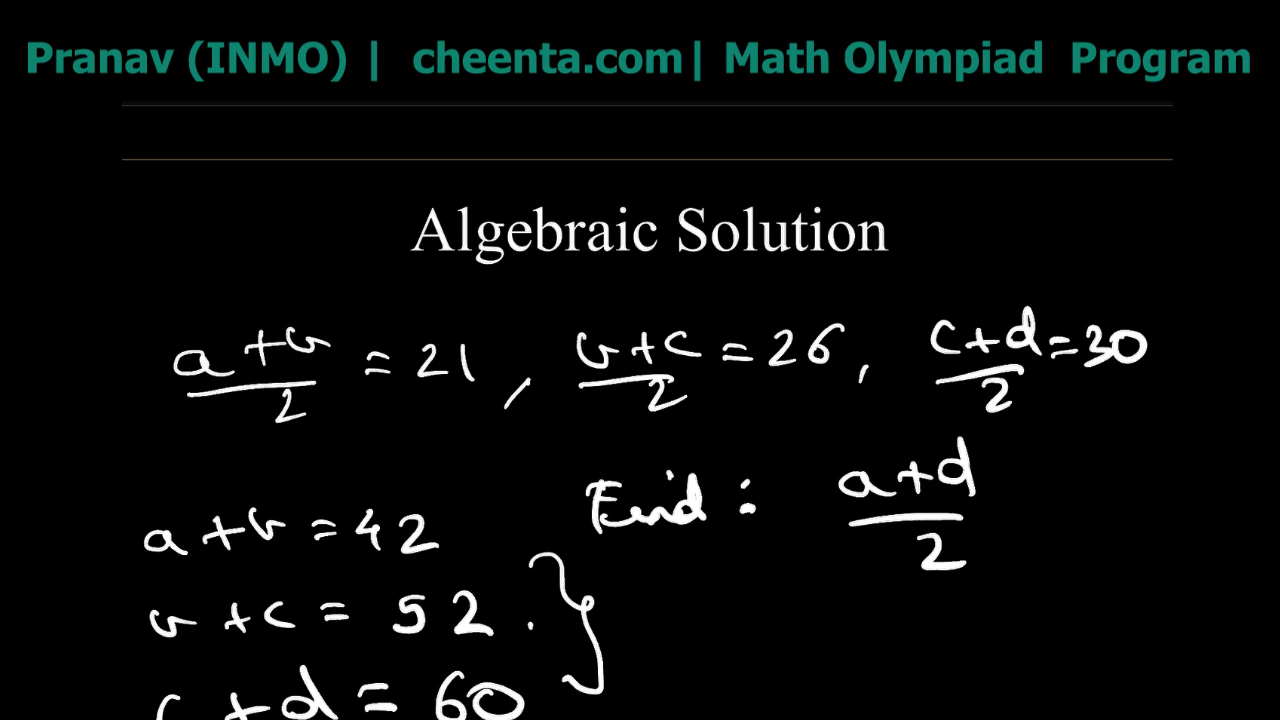 Pranav (INMO) | cheenta.com| Math Olympiad Program
Algebraic Solution
a+b/2 = 21, b+c/2 = 26, c+d/2 = 30
Find : a+d/2
a+b = 42
b+c = 52.
c+d = 60